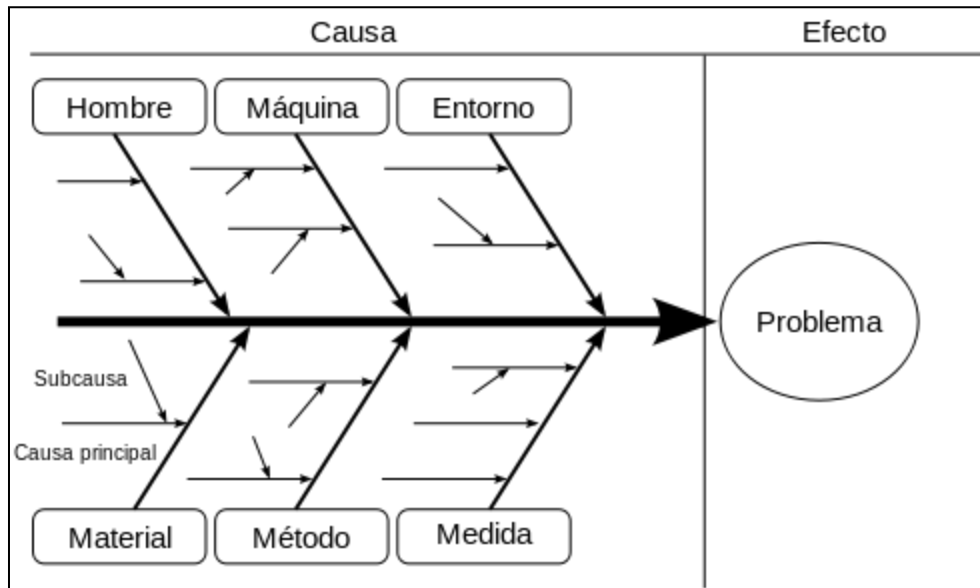 Causa
Efecto
Hombre
Máquina
Entorno
Problema
Subcausa
Causa principal
Material
Método
Medida